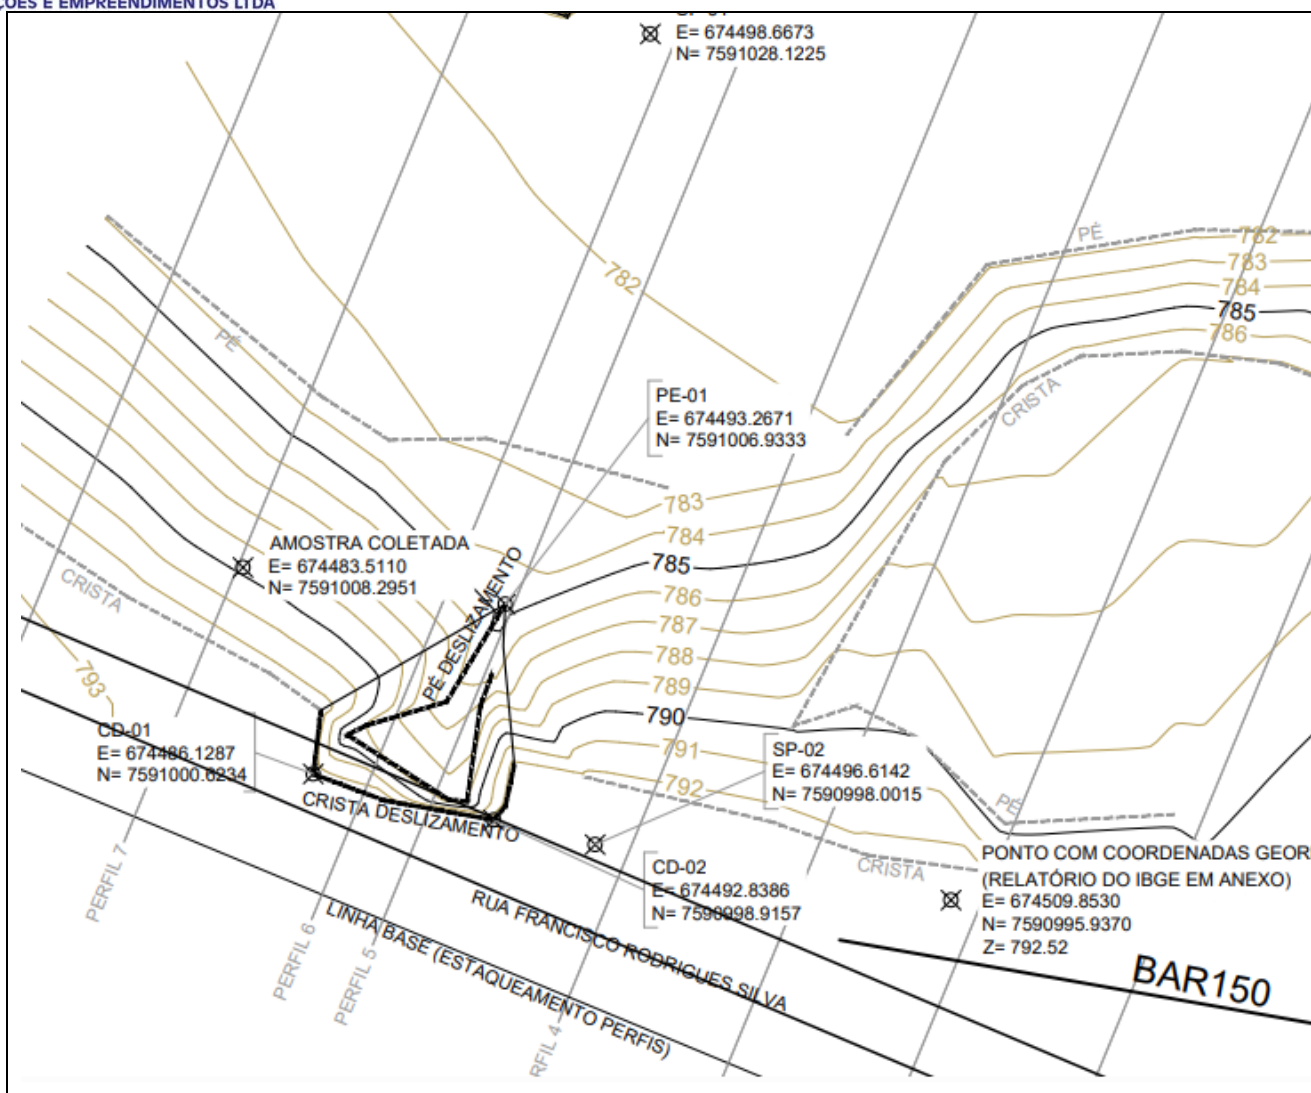 ÇÕES E EMPREENDIMENTOS LTDA
E= 674498.6673
N= 7591028.1225
782
PÉ
782
783
784
785
786
CRISTA
PÉ
PE-01
E= 674493.2671
N= 7591006.9333
783
784
785
786
787
788
789
790
791
792
AMOSTRA COLETADA
E= 674483.5110
N= 7591008.2951
CRISTA
PÉ DESLIZAMENTO
793
CD-01
E= 674486.1287
N= 7591000.6234
CRISTA DESLIZAMENTO
SP-02
E= 674496.6142
N= 7590998.0015
PÉ
CRISTA
CD-02
E= 674492.8386
N= 7590998.9157
PONTO COM COORDENADAS GEOR
(RELATÓRIO DO IBGE EM ANEXO)
E= 674509.8530
N= 7590995.9370
Z= 792.52
BAR150
RUA FRANCISCO RODRIGUES SILVA
LINHA BASE (ESTAQUEAMENTO PERFIS)
PERFIL 7
PERFIL 6
PERFIL 5
RFIL 4